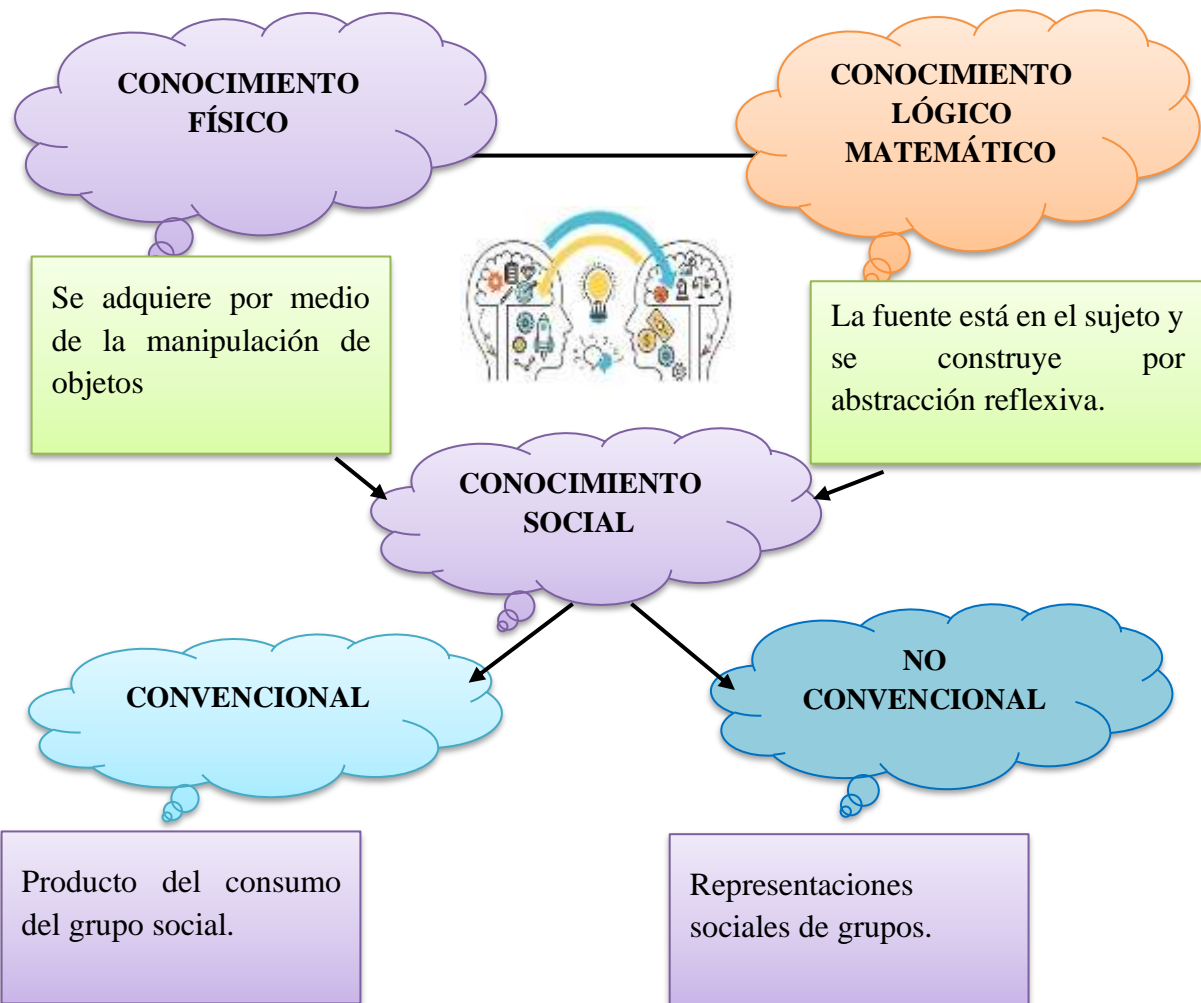 CONOCIMIENTO
FÍSICO
CONOCIMIENTO
LÓGICO
MATEMÁTICO
Se adquiere por medio
de la manipulación de
objetos
La fuente está en el sujeto y
se construye por
abstracción reflexiva.
CONOCIMIENTO
SOCIAL
CONVENCIONAL
NO
CONVENCIONAL
Producto del consumo
del grupo social.
Representaciones
sociales de grupos.